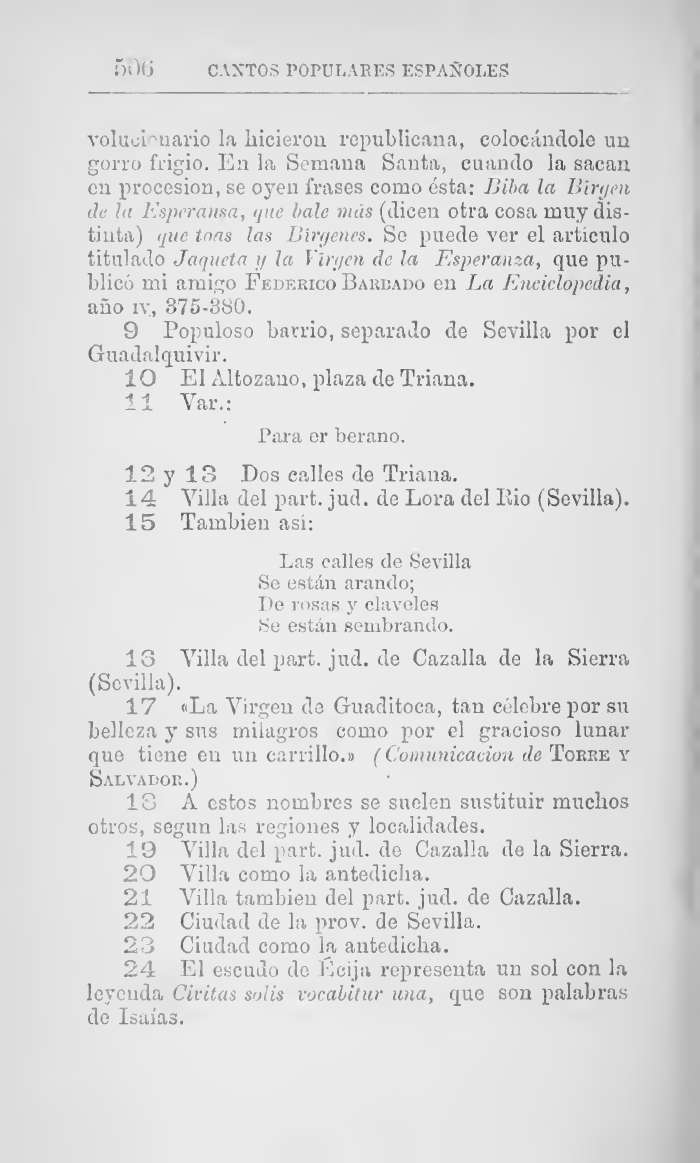 506 CANTOS POPULARES ESPAÑOLES
volucionario la hicieron republicana, colocándole un
gorro frigio. En la Semana Santa, cuando la sacan
en procesion, se oyen frases como ésta: Biba la Birgen
de la Esperansa, que bale más (dicen otra cosa muy dis-
tinta) que toas las Birgenes. Se puede ver el artículo
titulado Jaqueta y la Virgen de la Esperanza, que pu-
blicó mi amigo FEDERICO BARBADO en La Enciclopedia,
año IV, 375-380.
9 Populoso barrio, separado de Sevilla por el
Guadalquivir.
10 El Altozano, plaza de Triana.
11 Var.:
Para er berano.
12 y 13 Dos calles de Triana.
14 Villa del part. jud. de Lora del Rio (Sevilla).
15 Tambien así:
Las calles de Sevilla
Se están arando;
De rosas y claveles
Se están sembrando.
16 Villa del part. jud. de Cazalla de la Sierra
(Sevilla).
17 «La Virgen de Guaditoca, tan célebre por su
belleza y sus milagros como por el gracioso lunar
que tiene en un carrillo.» (Comunicacion de TORRE Y
SALVADOR.)
18 A estos nombres se suelen sustituir muchos
otros, segun las regiones y localidades.
19 Villa del part. jud. de Cazalla de la Sierra.
20 Villa como la antedicha.
21 Villa tambien del part. jud. de Cazalla.
22 Ciudad de la prov. de Sevilla.
23 Ciudad como la antedicha.
24 El escudo de Écija representa un sol con la
leyenda Civitas solis vocabitur una, que son palabras
de Isaías.